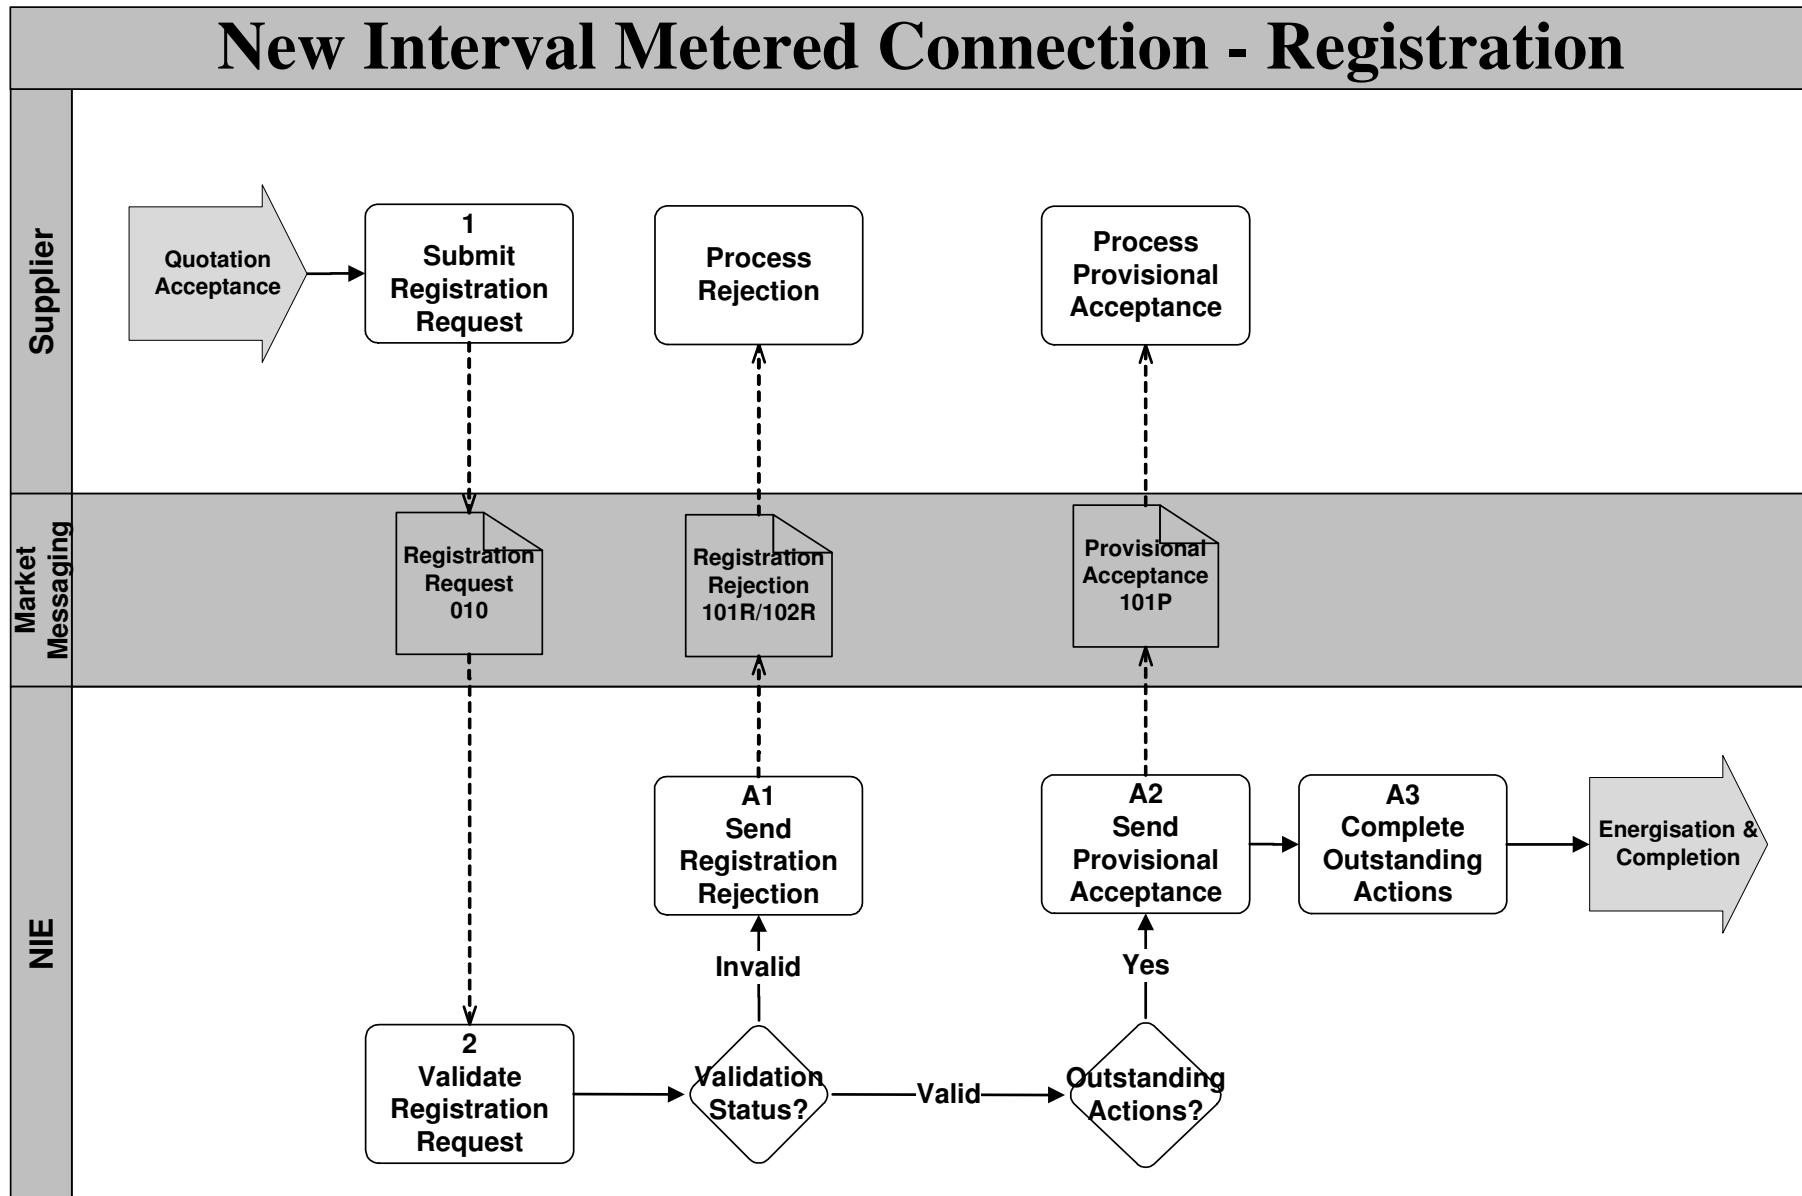 New Interval Metered Connection - Registration
Supplier
Quotation
Acceptance
1
Submit
Registration
Request
Process
Rejection
Process
Provisional
Acceptance
Market
Messaging
Registration
Request
010
Registration
Rejection
101R/102R
Provisional
Acceptance
101P
NIE
A1
Send
Registration
Rejection
A2
Send
Provisional
Acceptance
A3
Complete
Outstanding
Actions
Energisation &
Completion
Invalid
Yes
2
Validate
Registration
Request
Validation
Status?
Valid
Outstanding
Actions?